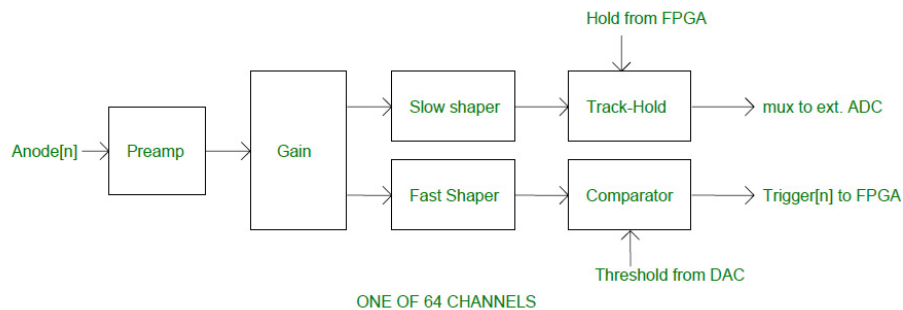 Hold from FPGA
Slow shaper
Track-Hold
mux to ext. ADC
Anode[n]
Preamp
Gain
Fast Shaper
Comparator
Trigger[n] to FPGA
Threshold from DAC
ONE OF 64 CHANNELS